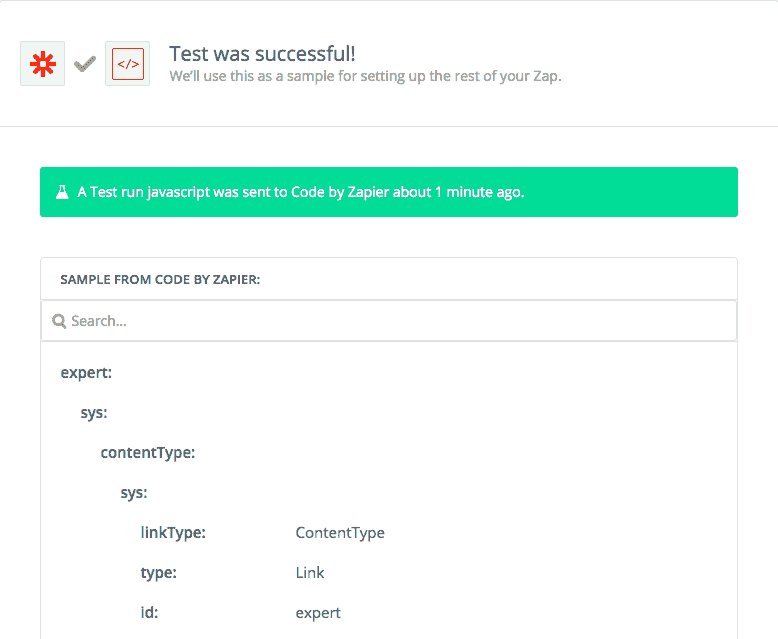 </>
Test was successful!
We'll use this as a sample for setting up the rest of your Zap.
A Test run javascript was sent to Code by Zapier about 1 minute ago.
SAMPLE FROM CODE BY ZAPIER:
Search...
expert:
sys:
contentType:
sys:
linkType: ContentType
type: Link
id: expert